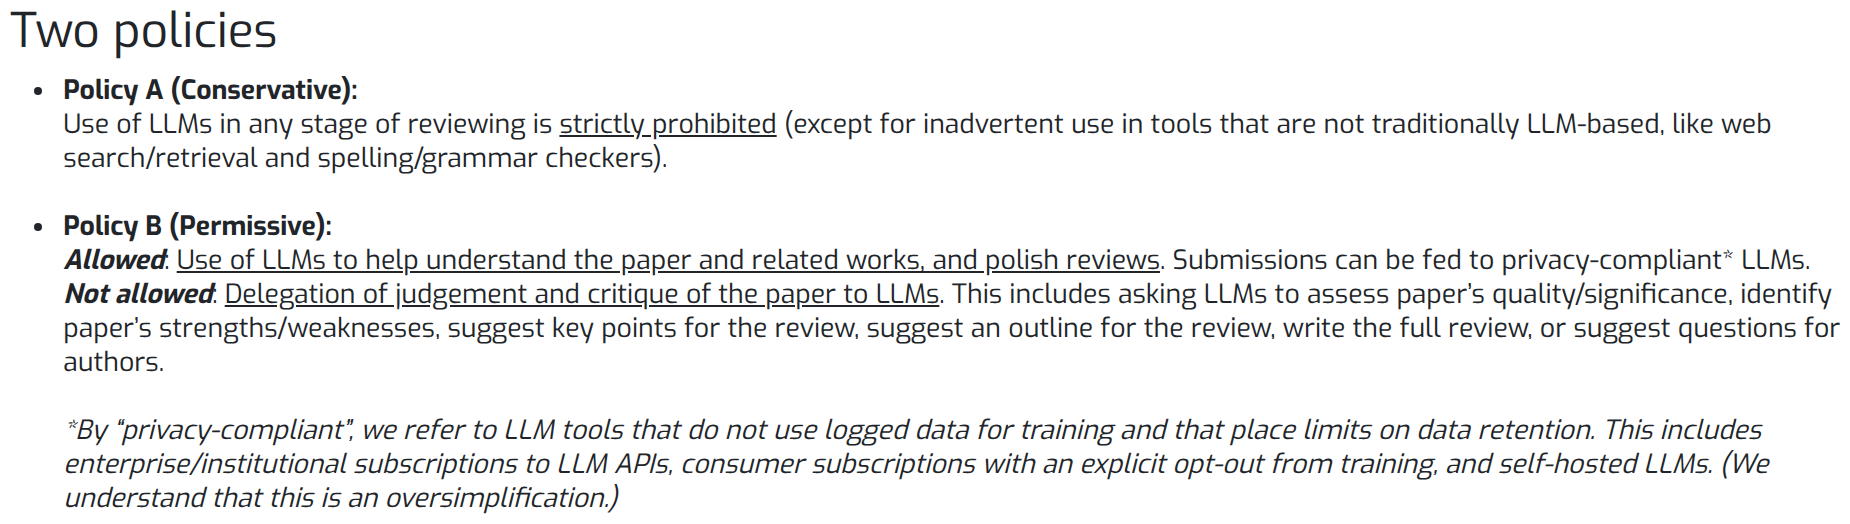 Two policies
• Policy A (Conservative):
Use of LLMs in any stage of reviewing is strictly prohibited (except for inadvertent use in tools that are not traditionally LLM-based, like web
search/retrieval and spelling/grammar checkers).
• Policy B (Permissive):
Allowed: Use of LLMs to help understand the paper and related works, and polish reviews. Submissions can be fed to privacy-compliant* LLMs.
Not allowed: Delegation of judgement and critique of the paper to LLMs. This includes asking LLMs to assess paper's quality/significance, identify
paper's strengths/weaknesses, suggest key points for the review, suggest an outline for the review, write the full review, or suggest questions for
authors.
*By “privacy-compliant”, we refer to LLM tools that do not use logged data for training and that place limits on data retention. This includes
enterprise/institutional subscriptions to LLM APIs, consumer subscriptions with an explicit opt-out from training, and self-hosted LLMs. (We
understand that this is an oversimplification.)